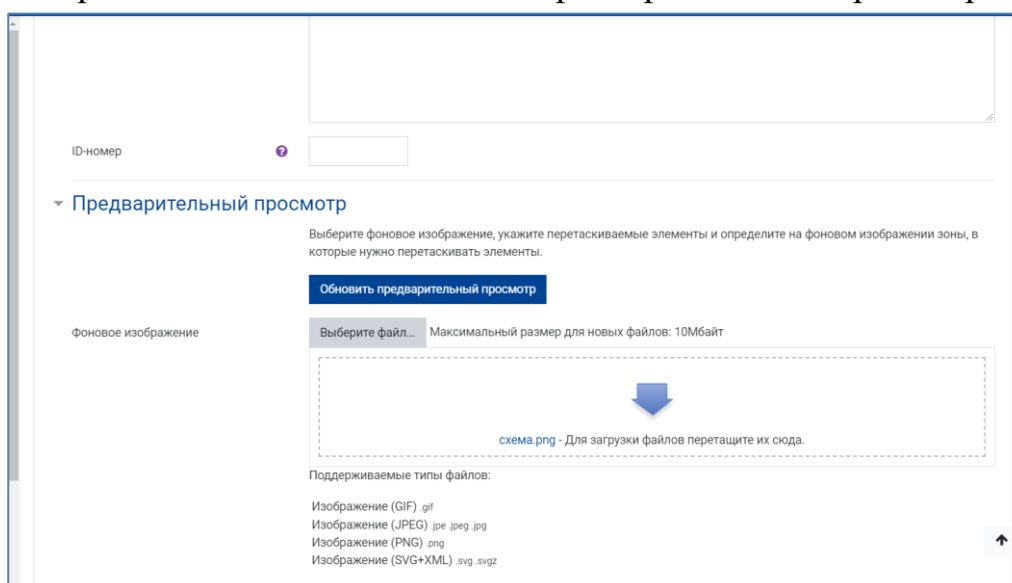 ID-номер
Предварительный просмотр
Выберите фоновое изображение, укажите перетаскиваемые элементы и определите на фоновом изображении зоны, в
которые нужно перетаскивать элементы.
Обновить предварительный просмотр
Фоновое изображение
Выберите файл... Максимальный размер для новых файлов: 10Мбайт
схема.png - Для загрузки файлов перетащите их сюда.
Поддерживаемые типы файлов:
Изображение (GIF) .gif
Изображение (JPEG) .jpe .jpeg .jpg
Изображение (PNG) .png
Изображение (SVG+XML) .svg .svgz